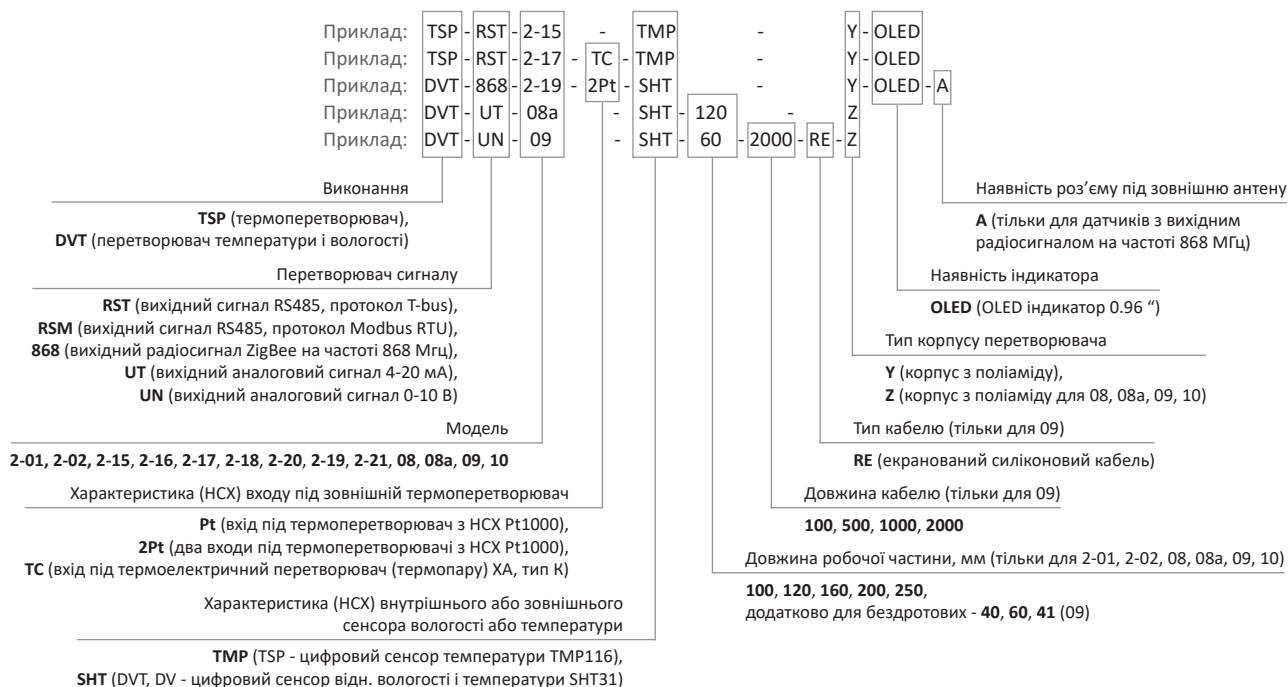 Приклад: TSP - RST - 2-15 - TMP - Y - OLED
Приклад: TSP - RST - 2-17 - TC - TMP - Y - OLED
Приклад: DVT - 868 - 2-19 - 2Pt - SHT - Y - OLED - A
Приклад: DVT - UT - 08a - SHT - 120 - Z
Приклад: DVT - UN - 09 - SHT - 60 - 2000 - RE - Z
Виконання
TSP (термоперетворювач),
DVT (перетворювач температури і вологості)
Перетворювач сигналу
RST (вихідний сигнал RS485, протокол T-bus),
RSM (вихідний сигнал RS485, протокол Modbus RTU),
868 (вихідний радіосигнал ZigBee на частоті 868 Мгц),
UT (вихідний аналоговий сигнал 4-20 мА),
UN (вихідний аналоговий сигнал 0-10 В)
Модель
2-01, 2-02, 2-15, 2-16, 2-17, 2-18, 2-20, 2-19, 2-21, 08, 08a, 09, 10
Характеристика (НСХ) входу під зовнішній термоперетворювач
Pt (вхід під термоперетворювач з НСХ Pt1000),
2Pt (два входи під термоперетворювачі з НСХ Pt1000),
TC (вхід під термоелектричний перетворювач (термопару) ХА, тип К)
Характеристика (НСХ) внутрішнього або зовнішнього
сенсора вологості або температури
TMP (TSP - цифровий сенсор температури TMP116),
SHT (DVT, DV - цифровий сенсор відн. вологості і температури SHT31)
Наявність роз’єму під зовнішню антену
A (тільки для датчиків з вихідним
радіосигналом на частоті 868 МГц)
Наявність індикатора
OLED (OLED індикатор 0.96 “)
Тип корпусу перетворювача
Y (корпус з поліаміду),
Z (корпус з поліаміду для 08, 08a, 09, 10)
Тип кабелю (тільки для 09)
RE (екранований силіконовий кабель)
Довжина кабелю (тільки для 09)
100, 500, 1000, 2000
Довжина робочої частини, мм (тільки для 2-01, 2-02, 08, 08a, 09, 10)
100, 120, 160, 200, 250,
додатково для бездротових - 40, 60, 41 (09)